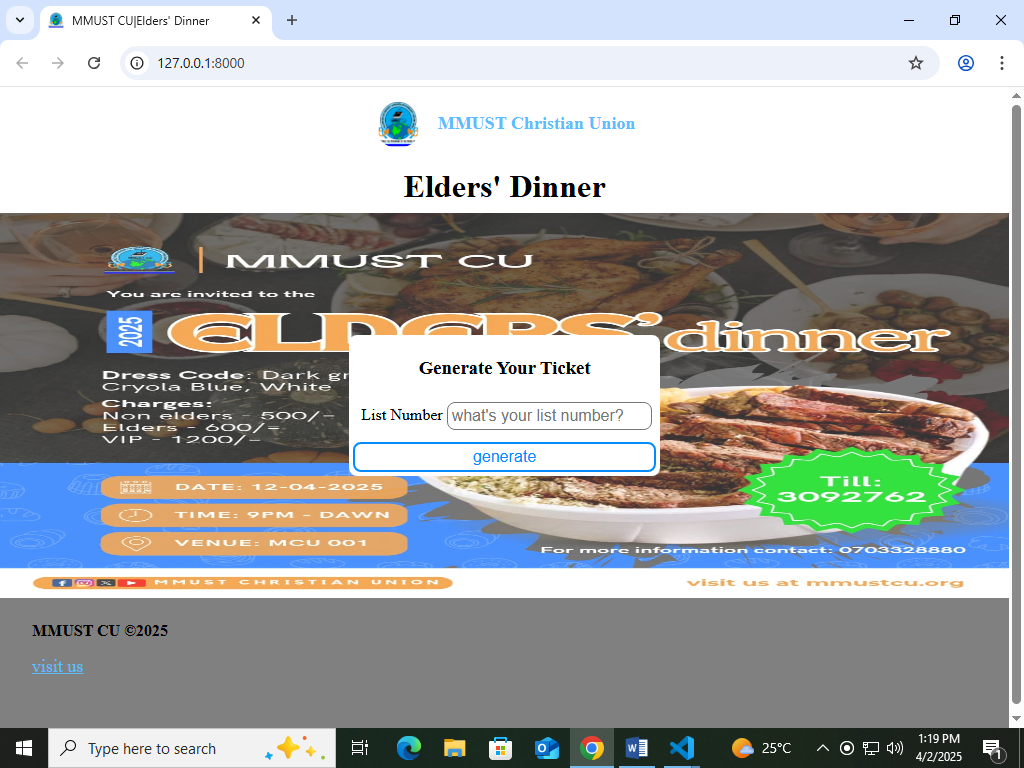 MMUST CU|Elders' Dinner
127.0.0.1:8000
MMUST Christian Union
Elders' Dinner
MMUST CU
You are invited to the
2025 ELDERS' dinner
Generate Your Ticket
Dress Code: Dark gr
Cryola Blue, White
Charges:
Non elders - 500/-
Elders - 600/-
VIP - 1200/-
List Number what's your list number?
generate
Till:
3092762
DATE: 12-04-2025
TIME: 9PM - DAWN
VENUE: MCU 001
For more information contact: 0703328880
MMUST CHRISTIAN UNION
visit us at mmustcu.org
MMUST CU ©2025
visit us
Type here to search
25°C
1:19 PM
4/2/2025
1